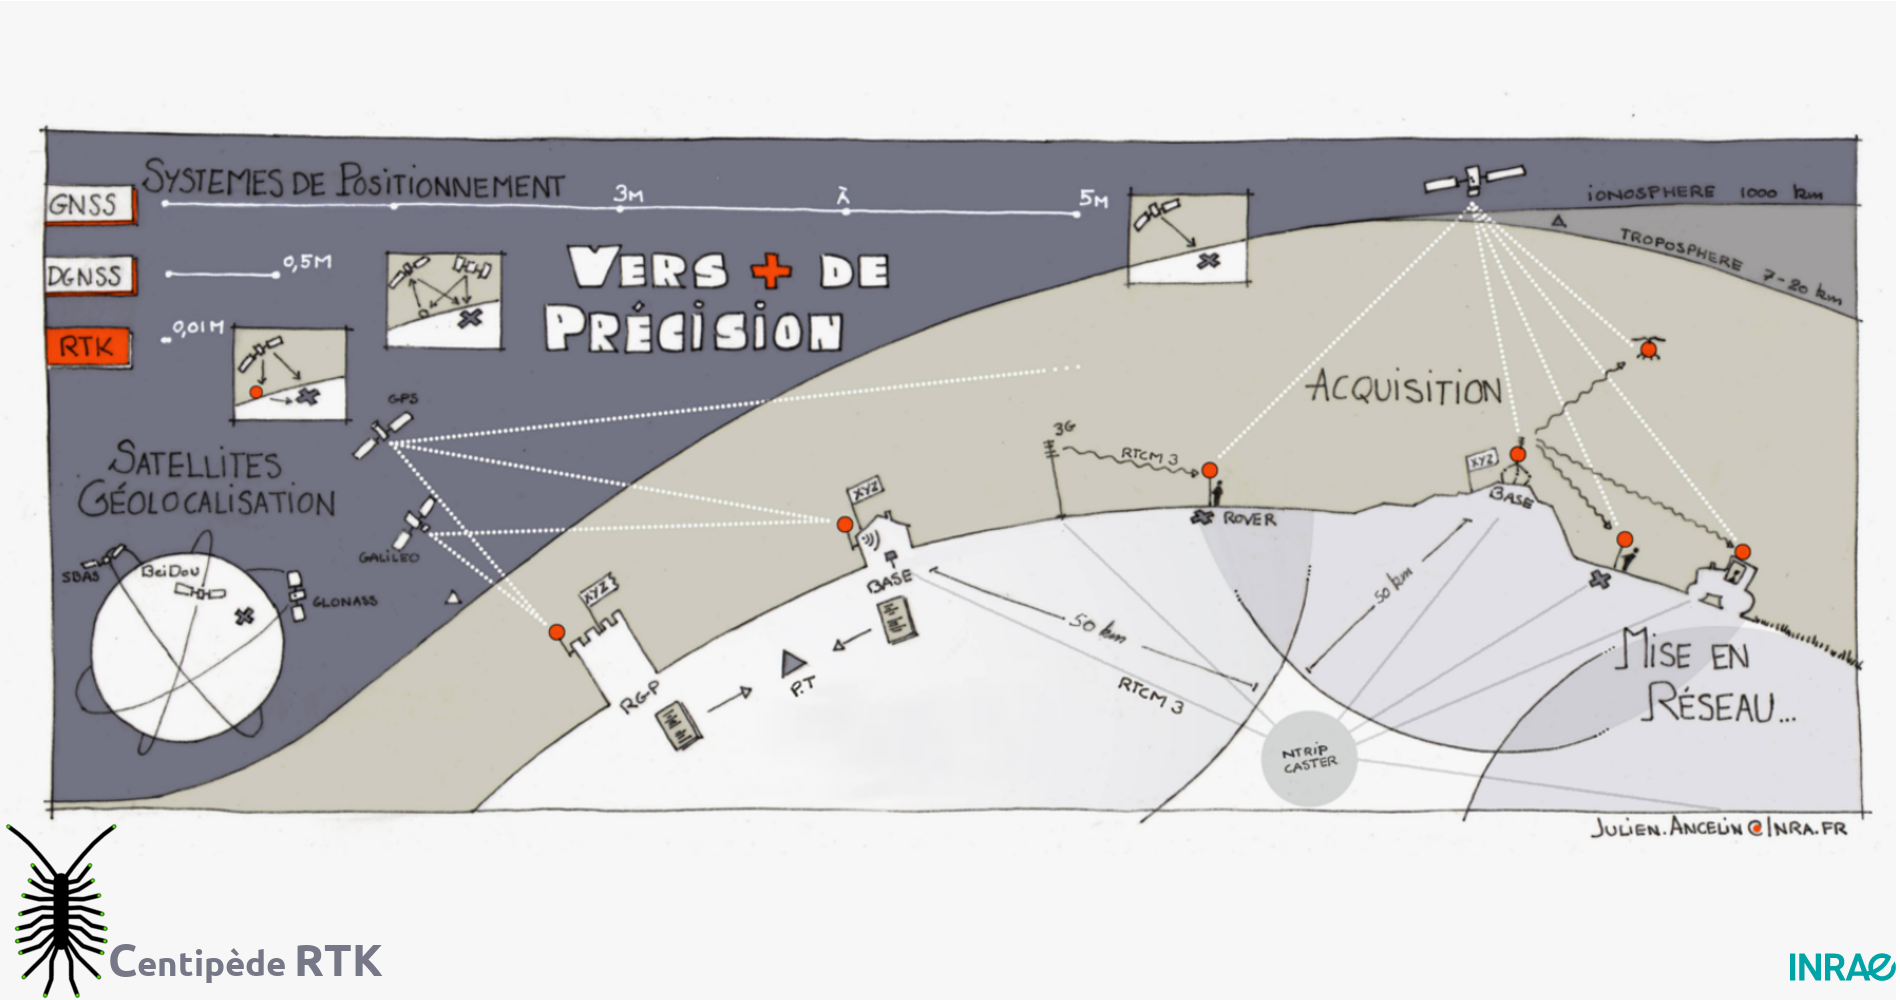 SYSTEMES DE POSITIONNEMENT
GNSS
3M
À
5M
DGNSS
0,5M
RTK
0,01M
VERS + DE
PRÉCISION
IONOSPHERE 1000 km
TROPOSPHERE 7-20 km
ACQUISITION
GPS
SATELLITES
GÉOLOCALISATION
GALILEO
SBAS
BEIDOU
GLONASS
3G
RTCM 3
ROVER
XYZ
BASE
XYZ
BASE
XYZ
RGP
P.T
50 km
50 km
RTCM 3
NTRIP
CASTER
MISE EN
RÉSEAU...
JULIEN.ANCELIN@INRA.FR
Centipède RTK
INRAE